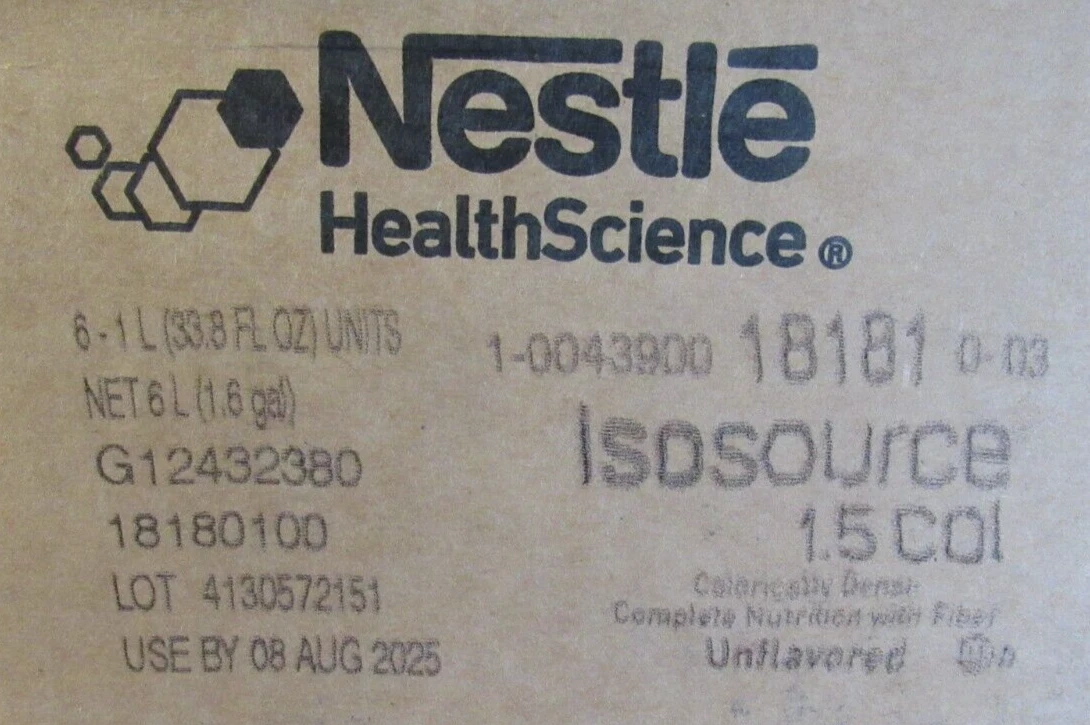 Nestlē
HealthScience®
6 - 1 L (33.8 FL OZ) UNITS
NET 6 L (1.6 gal)
G12432380
18180100
LOT 4130572151
USE BY 08 AUG 2025
1-0043900 18181 0-03
Isosource
1.5 cal
Calorically Dense
Complete Nutrition with Fiber
Unflavored